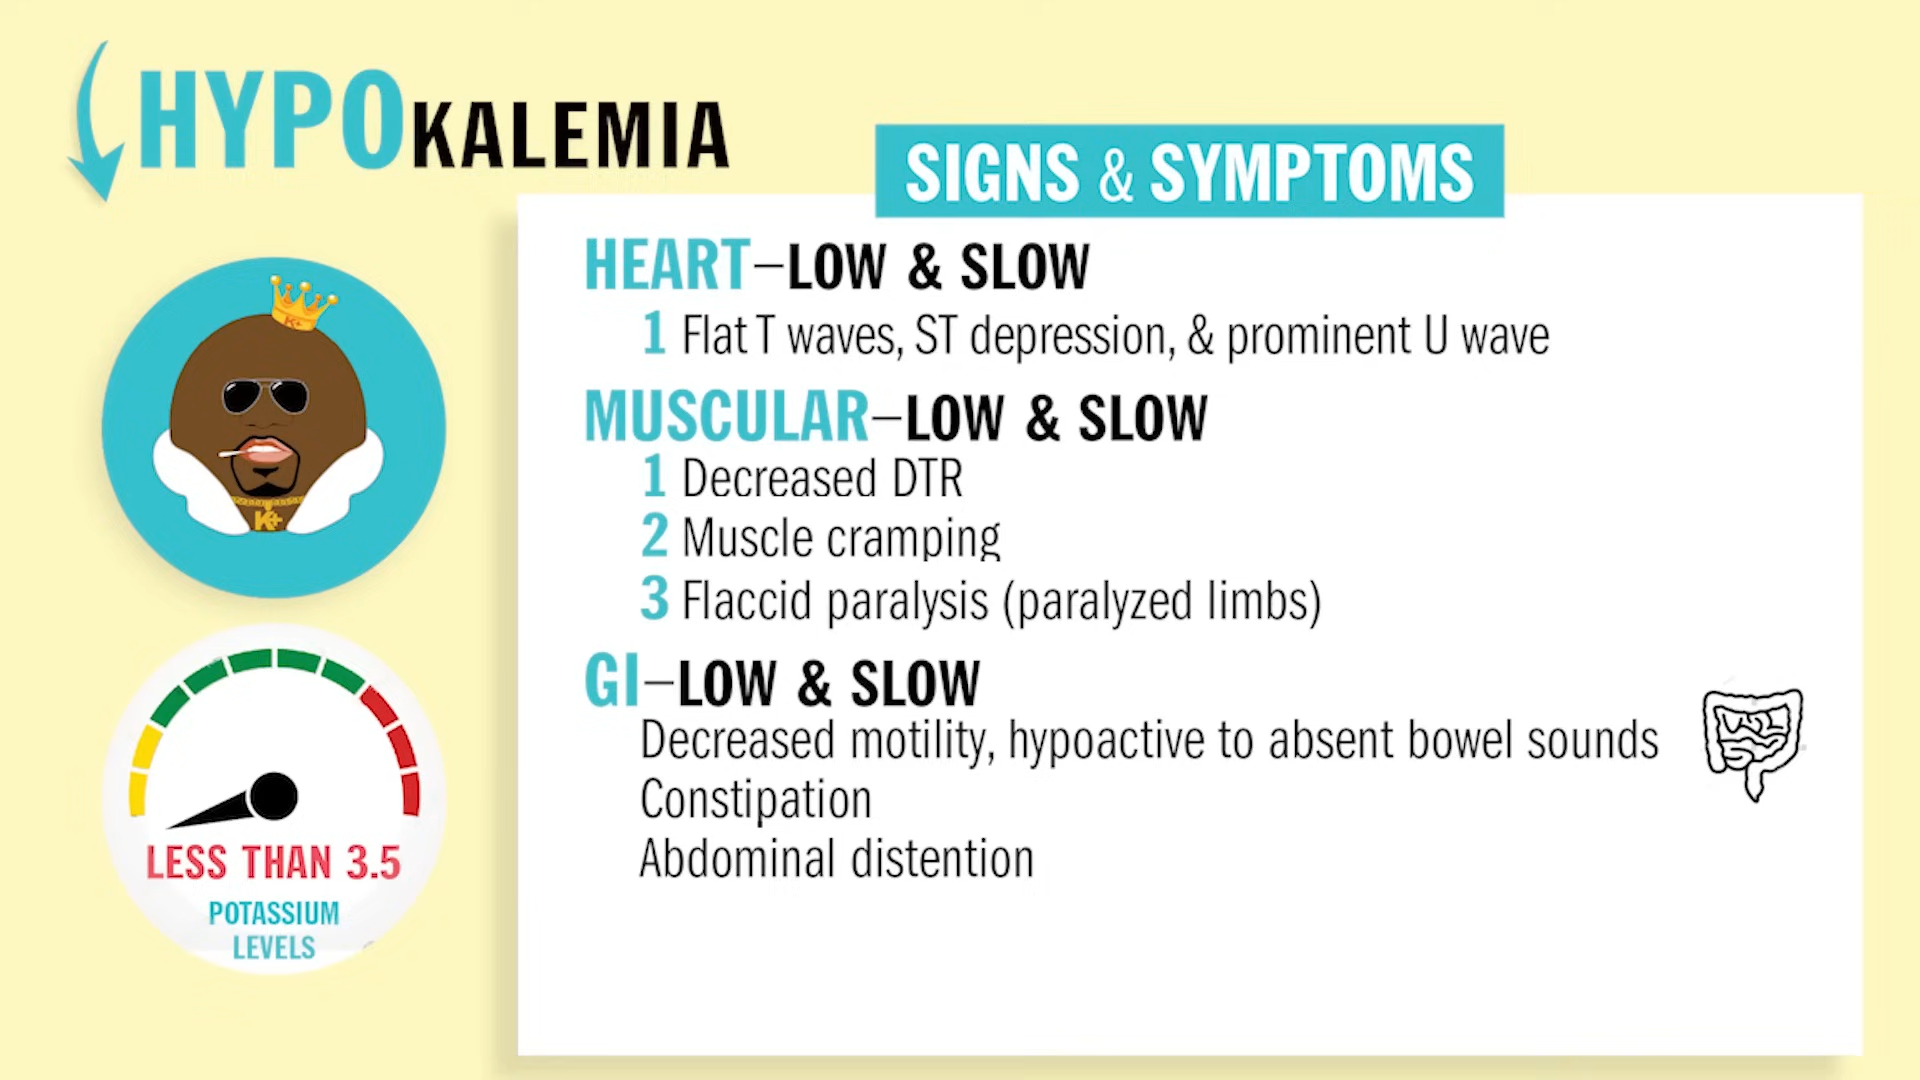 HYPOKALEMIA
SIGNS & SYMPTOMS
HEART–LOW & SLOW
1 Flat T waves, ST depression, & prominent U wave
MUSCULAR–LOW & SLOW
1 Decreased DTR
2 Muscle cramping
3 Flaccid paralysis (paralyzed limbs)
GI–LOW & SLOW
Decreased motility, hypoactive to absent bowel sounds
Constipation
Abdominal distention
K+
K+
LESS THAN 3.5
POTASSIUM
LEVELS